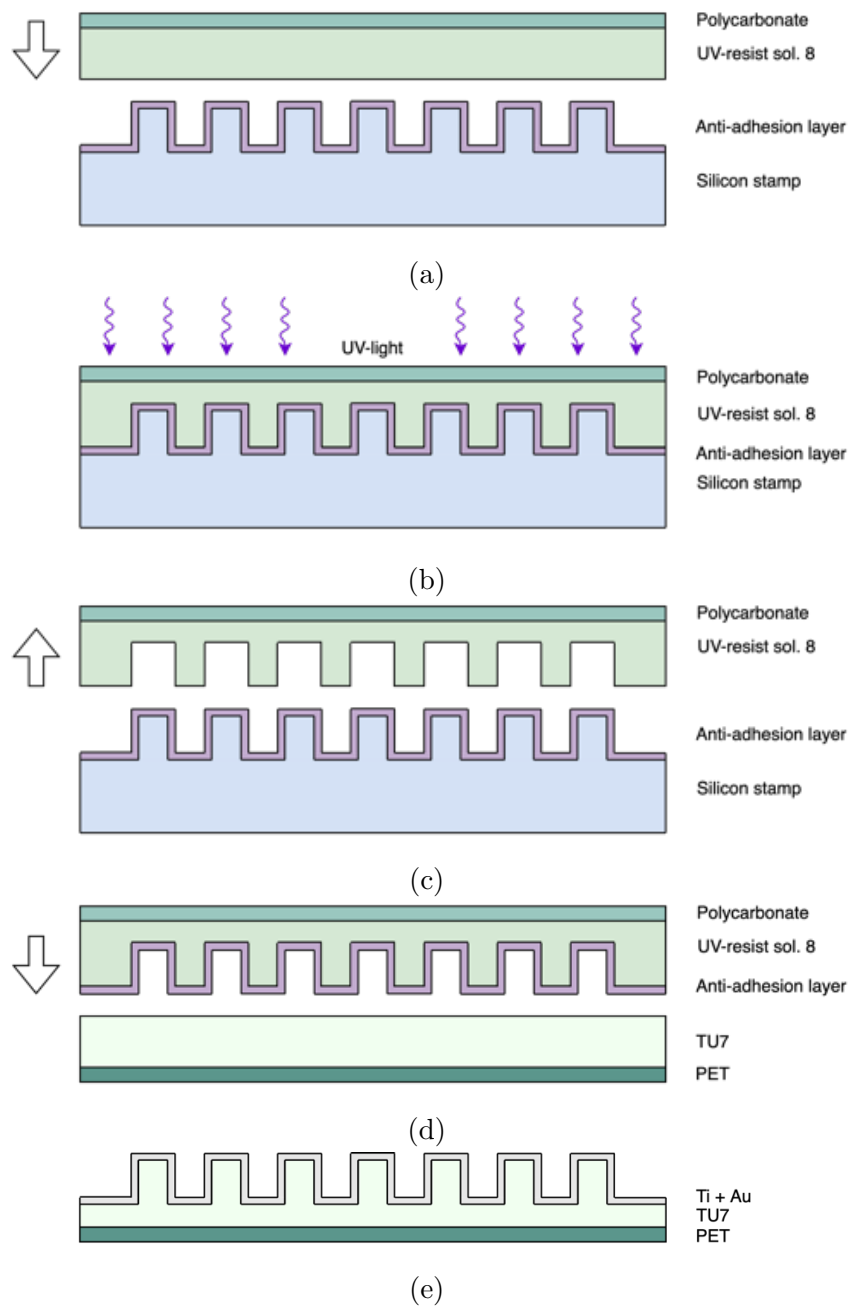 Polycarbonate
UV-resist sol. 8
Anti-adhesion layer
Silicon stamp
(a)
UV-light
Polycarbonate
UV-resist sol. 8
Anti-adhesion layer
Silicon stamp
(b)
Polycarbonate
UV-resist sol. 8
Anti-adhesion layer
Silicon stamp
(c)
Polycarbonate
UV-resist sol. 8
Anti-adhesion layer
TU7
PET
(d)
Ti + Au
TU7
PET
(e)